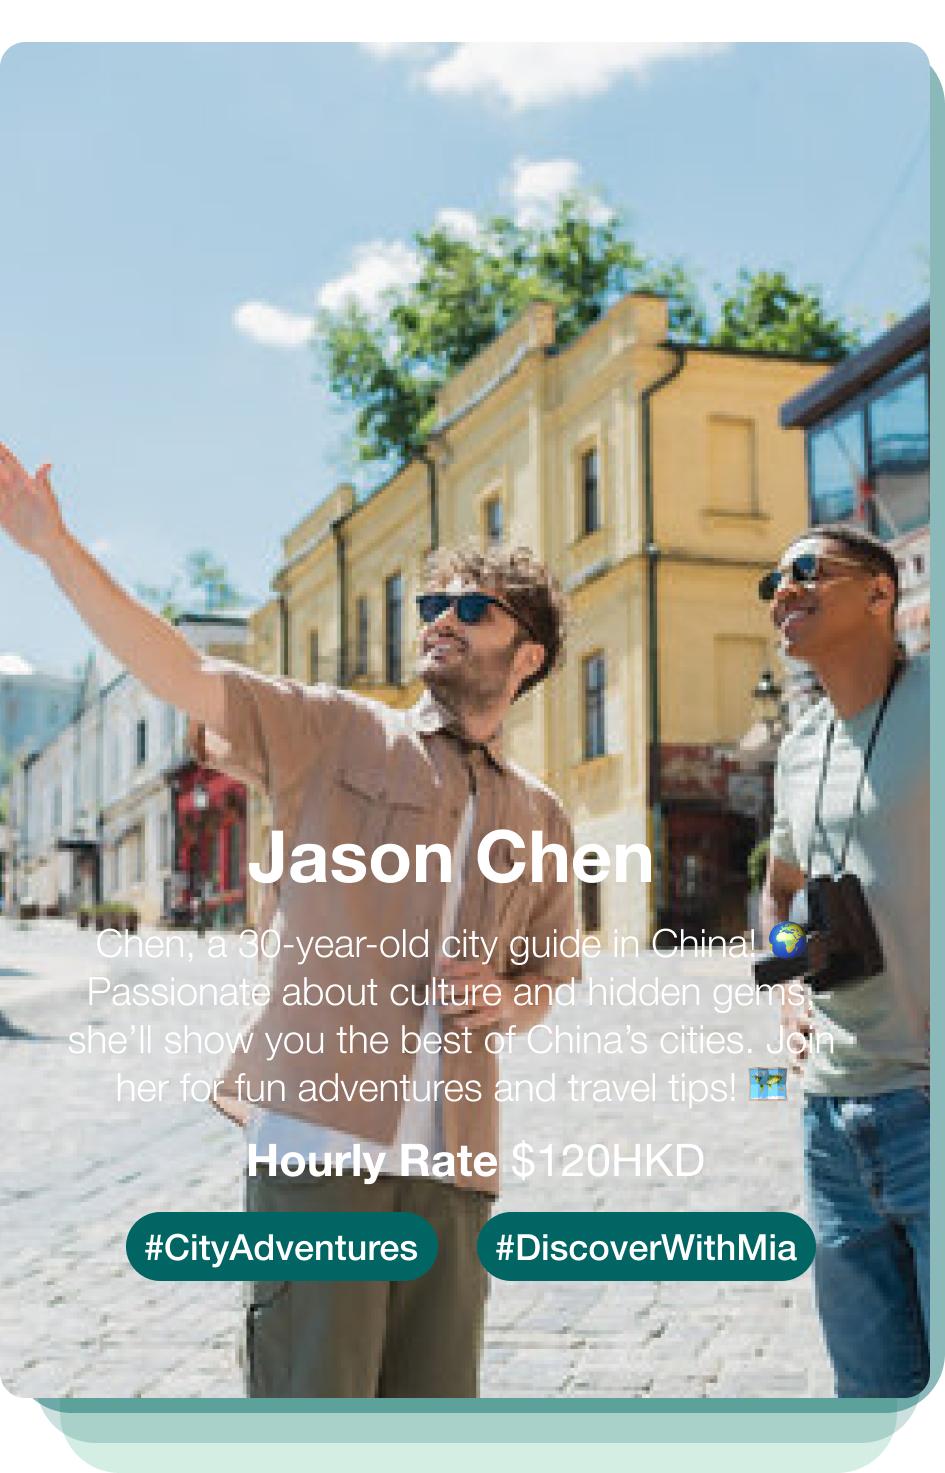 Jason Chen
Chen, a 30-year-old city guide in China! 🌍
Passionate about culture and hidden gems,
she’ll show you the best of China’s cities. Join
her for fun adventures and travel tips! 🗺️
Hourly Rate $120HKD
#CityAdventures #DiscoverWithMia